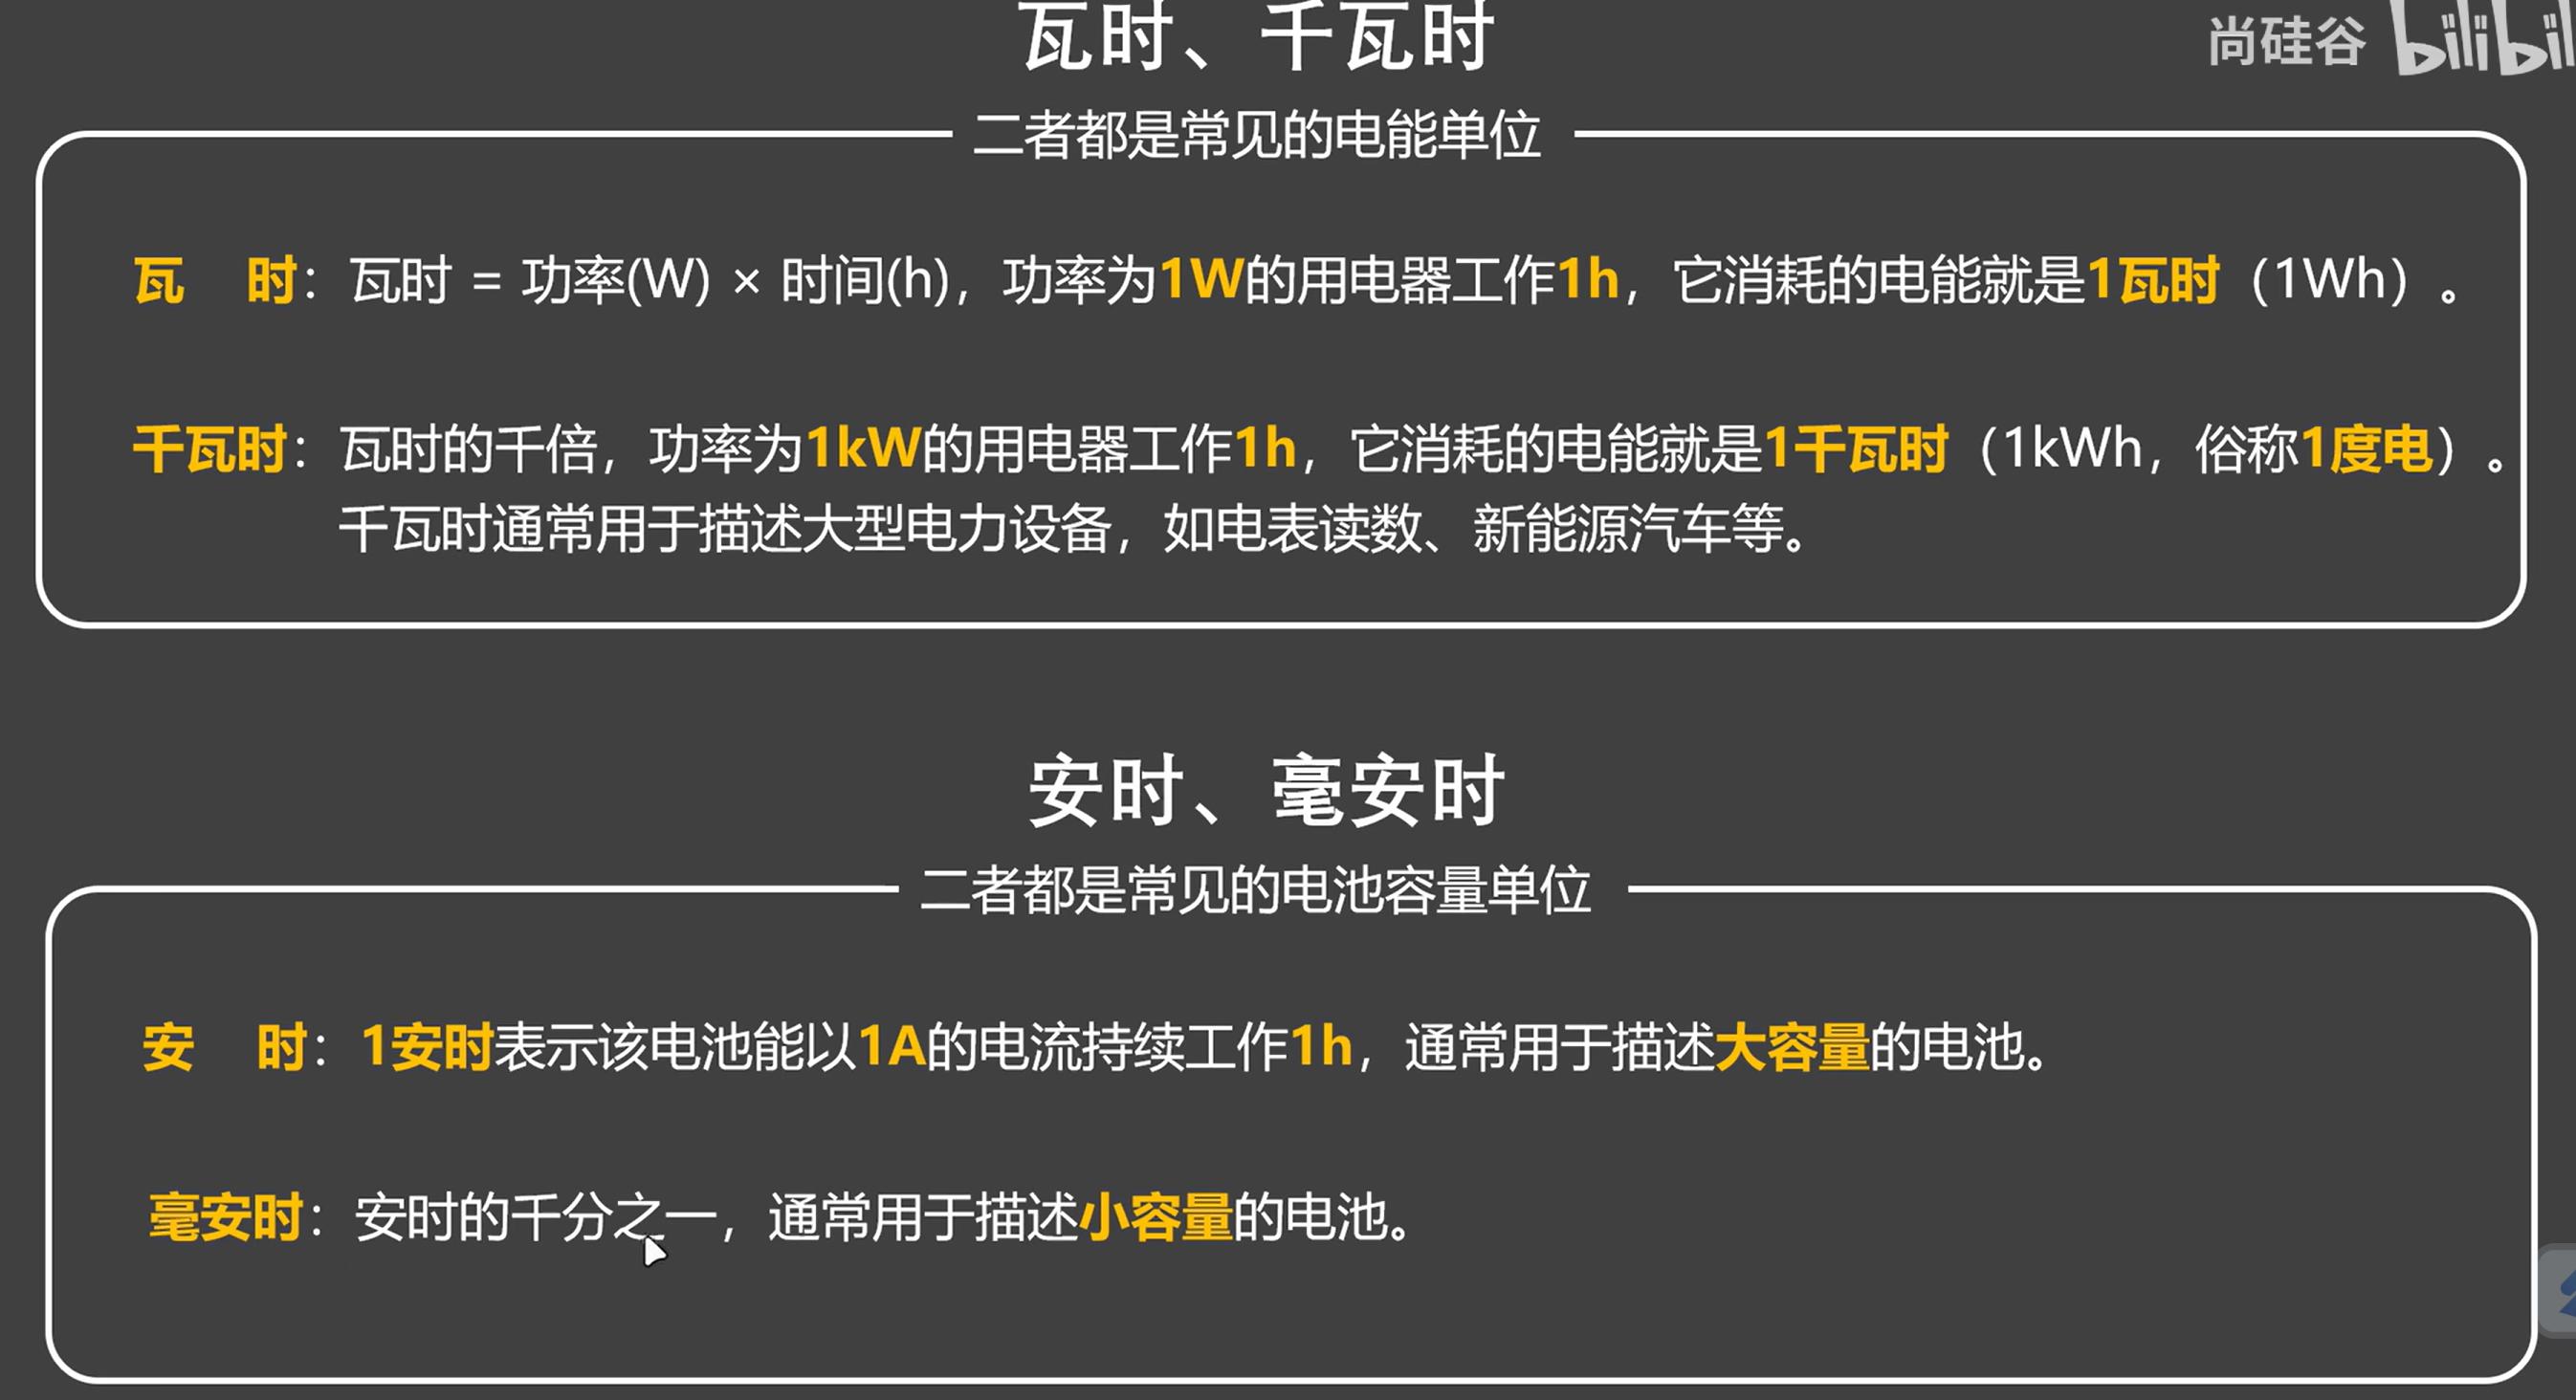 瓦时、千瓦时
尚硅谷 bilibil
二者都是常见的电能单位
瓦 时：瓦时 = 功率(W) × 时间(h)，功率为1W的用电器工作1h，它消耗的电能就是1瓦时（1Wh）。
千瓦时：瓦时的千倍，功率为1kW的用电器工作1h，它消耗的电能就是1千瓦时（1kWh，俗称1度电）。
千瓦时通常用于描述大型电力设备，如电表读数、新能源汽车等。
安时、毫安时
二者都是常见的电池容量单位
安 时：1安时表示该电池能以1A的电流持续工作1h，通常用于描述大容量的电池。
毫安时：安时的千分之一，通常用于描述小容量的电池。